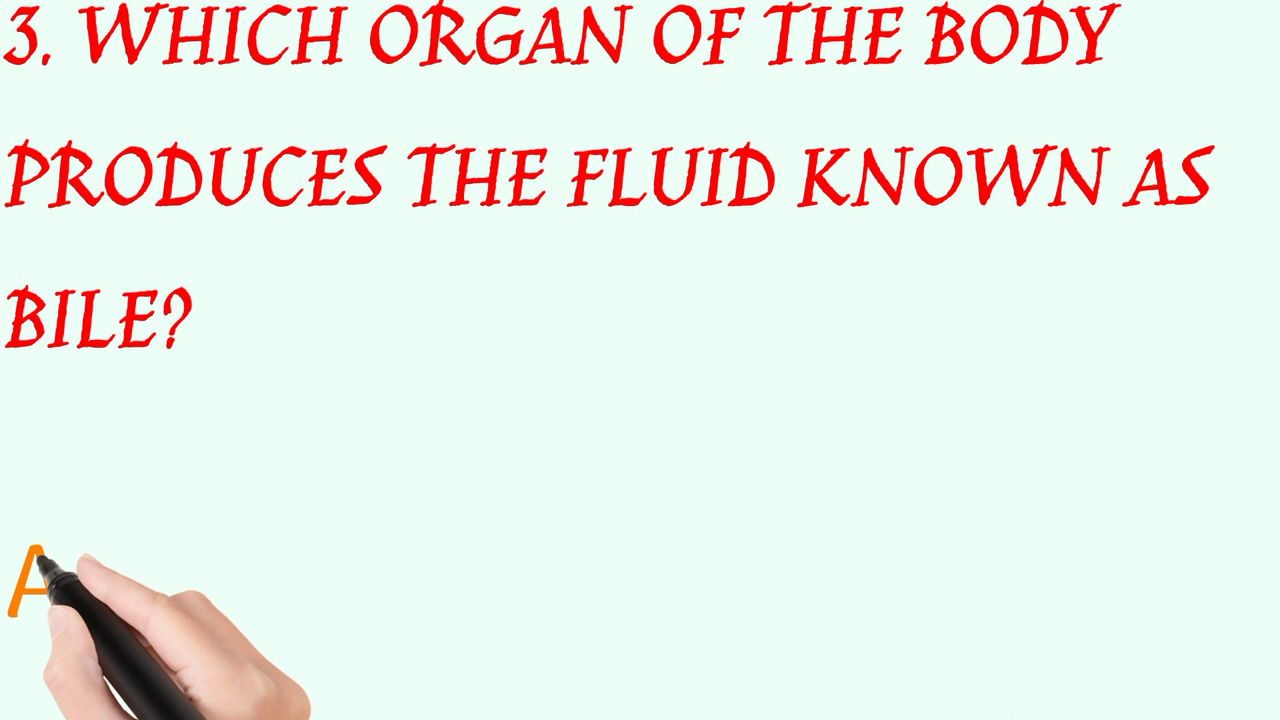 3. WHICH ORGAN OF THE BODY
PRODUCES THE FLUID KNOWN AS
BILE?
A